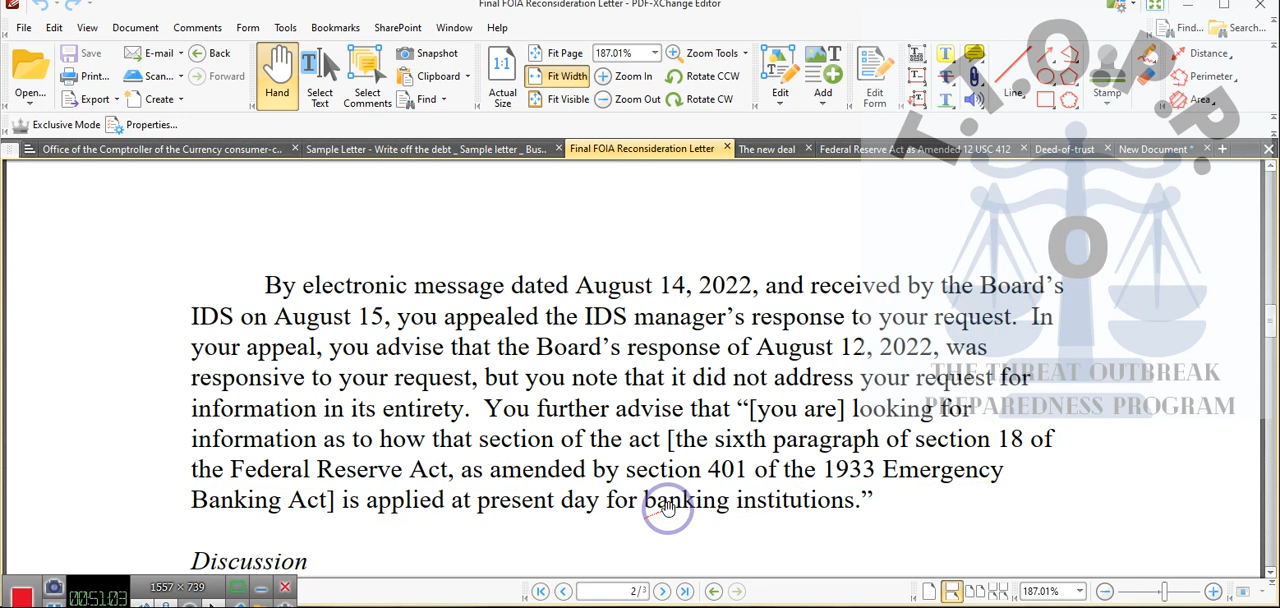 Final FOIA Reconsideration Letter - PDF-XChange Editor
File Edit View Document Comments Form Tools Bookmarks SharePoint Window Help Find... Search...
Open... Save Print... Export E-mail Scan... Create Back Forward Hand Select Text Select Comments Snapshot Clipboard Find Actual Size 1:1 Fit Page Fit Width Fit Visible 187.01% Zoom In Zoom Out Zoom Tools Rotate CCW Rotate CW Edit Add Edit Form Line Stamp Distance Perimeter Area
Exclusive Mode Properties...
Office of the Comptroller of the Currency consumer-c... Sample Letter - Write off the debt _ Sample letter _ Bus... Final FOIA Reconsideration Letter The new deal Federal Reserve Act as Amended 12 USC 412 Deed-of-trust New Document *
T.T.O.P.P.
By electronic message dated August 14, 2022, and received by the Board's
IDS on August 15, you appealed the IDS manager's response to your request. In
your appeal, you advise that the Board's response of August 12, 2022, was
responsive to your request, but you note that it did not address your request for
information in its entirety. You further advise that “[you are] looking for
information as to how that section of the act [the sixth paragraph of section 18 of
the Federal Reserve Act, as amended by section 401 of the 1933 Emergency
Banking Act] is applied at present day for banking institutions.”
THE THREAT OUTBREAK
PREPAREDNESS PROGRAM
Discussion
00:51:03 1557 × 739 2/3 187.01%